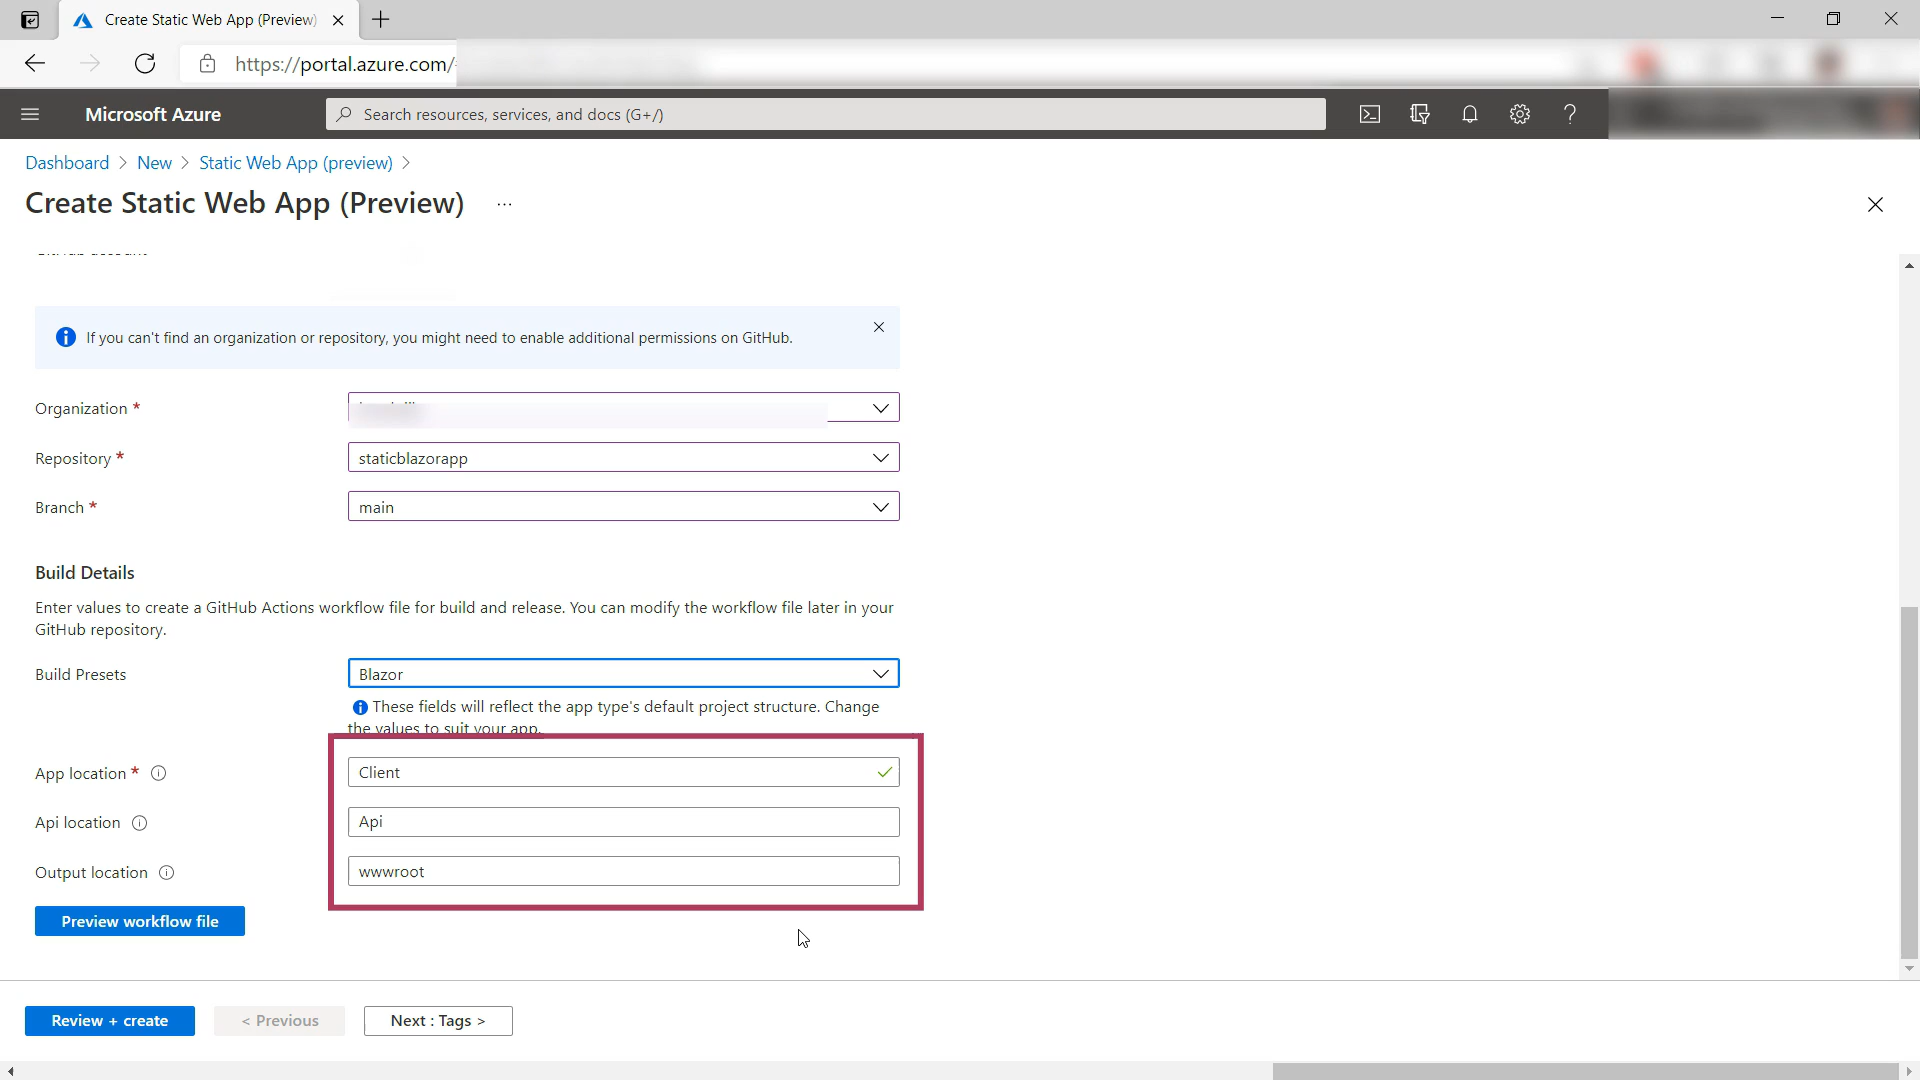 Create Static Web App (Preview)
https://portal.azure.com/
Microsoft Azure
Search resources, services, and docs (G+/)
Dashboard > New > Static Web App (preview) >
Create Static Web App (Preview) ...
If you can't find an organization or repository, you might need to enable additional permissions on GitHub.
Organization *
Repository * staticblazorapp
Branch * main
Build Details
Enter values to create a GitHub Actions workflow file for build and release. You can modify the workflow file later in your
GitHub repository.
Build Presets Blazor
These fields will reflect the app type's default project structure. Change
the values to suit your app.
App location * Client
Api location Api
Output location wwwroot
Preview workflow file
Review + create
< Previous
Next : Tags >